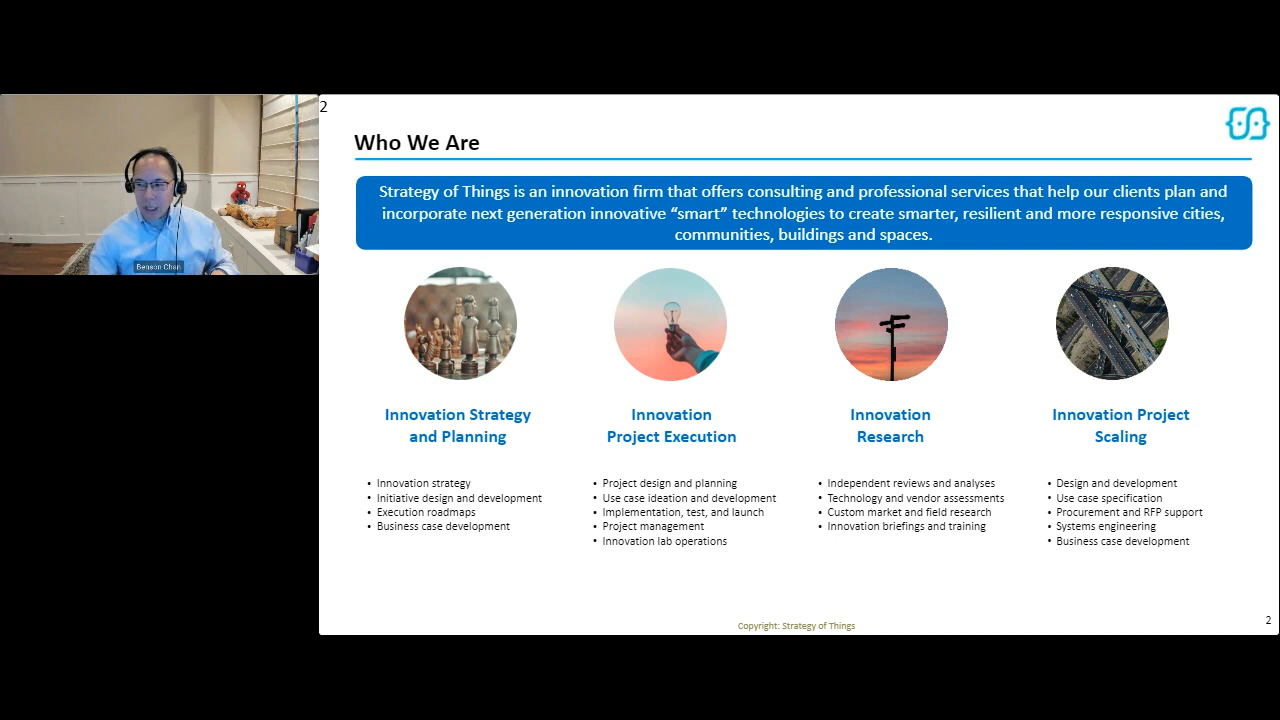 Benson Chan
2
Who We Are
Strategy of Things is an innovation firm that offers consulting and professional services that help our clients plan and
incorporate next generation innovative “smart” technologies to create smarter, resilient and more responsive cities,
communities, buildings and spaces.
Innovation Strategy
and Planning
• Innovation strategy
• Initiative design and development
• Execution roadmaps
• Business case development
Innovation
Project Execution
• Project design and planning
• Use case ideation and development
• Implementation, test, and launch
• Project management
• Innovation lab operations
Innovation
Research
• Independent reviews and analyses
• Technology and vendor assessments
• Custom market and field research
• Innovation briefings and training
Innovation Project
Scaling
• Design and development
• Use case specification
• Procurement and RFP support
• Systems engineering
• Business case development
Copyright: Strategy of Things
2